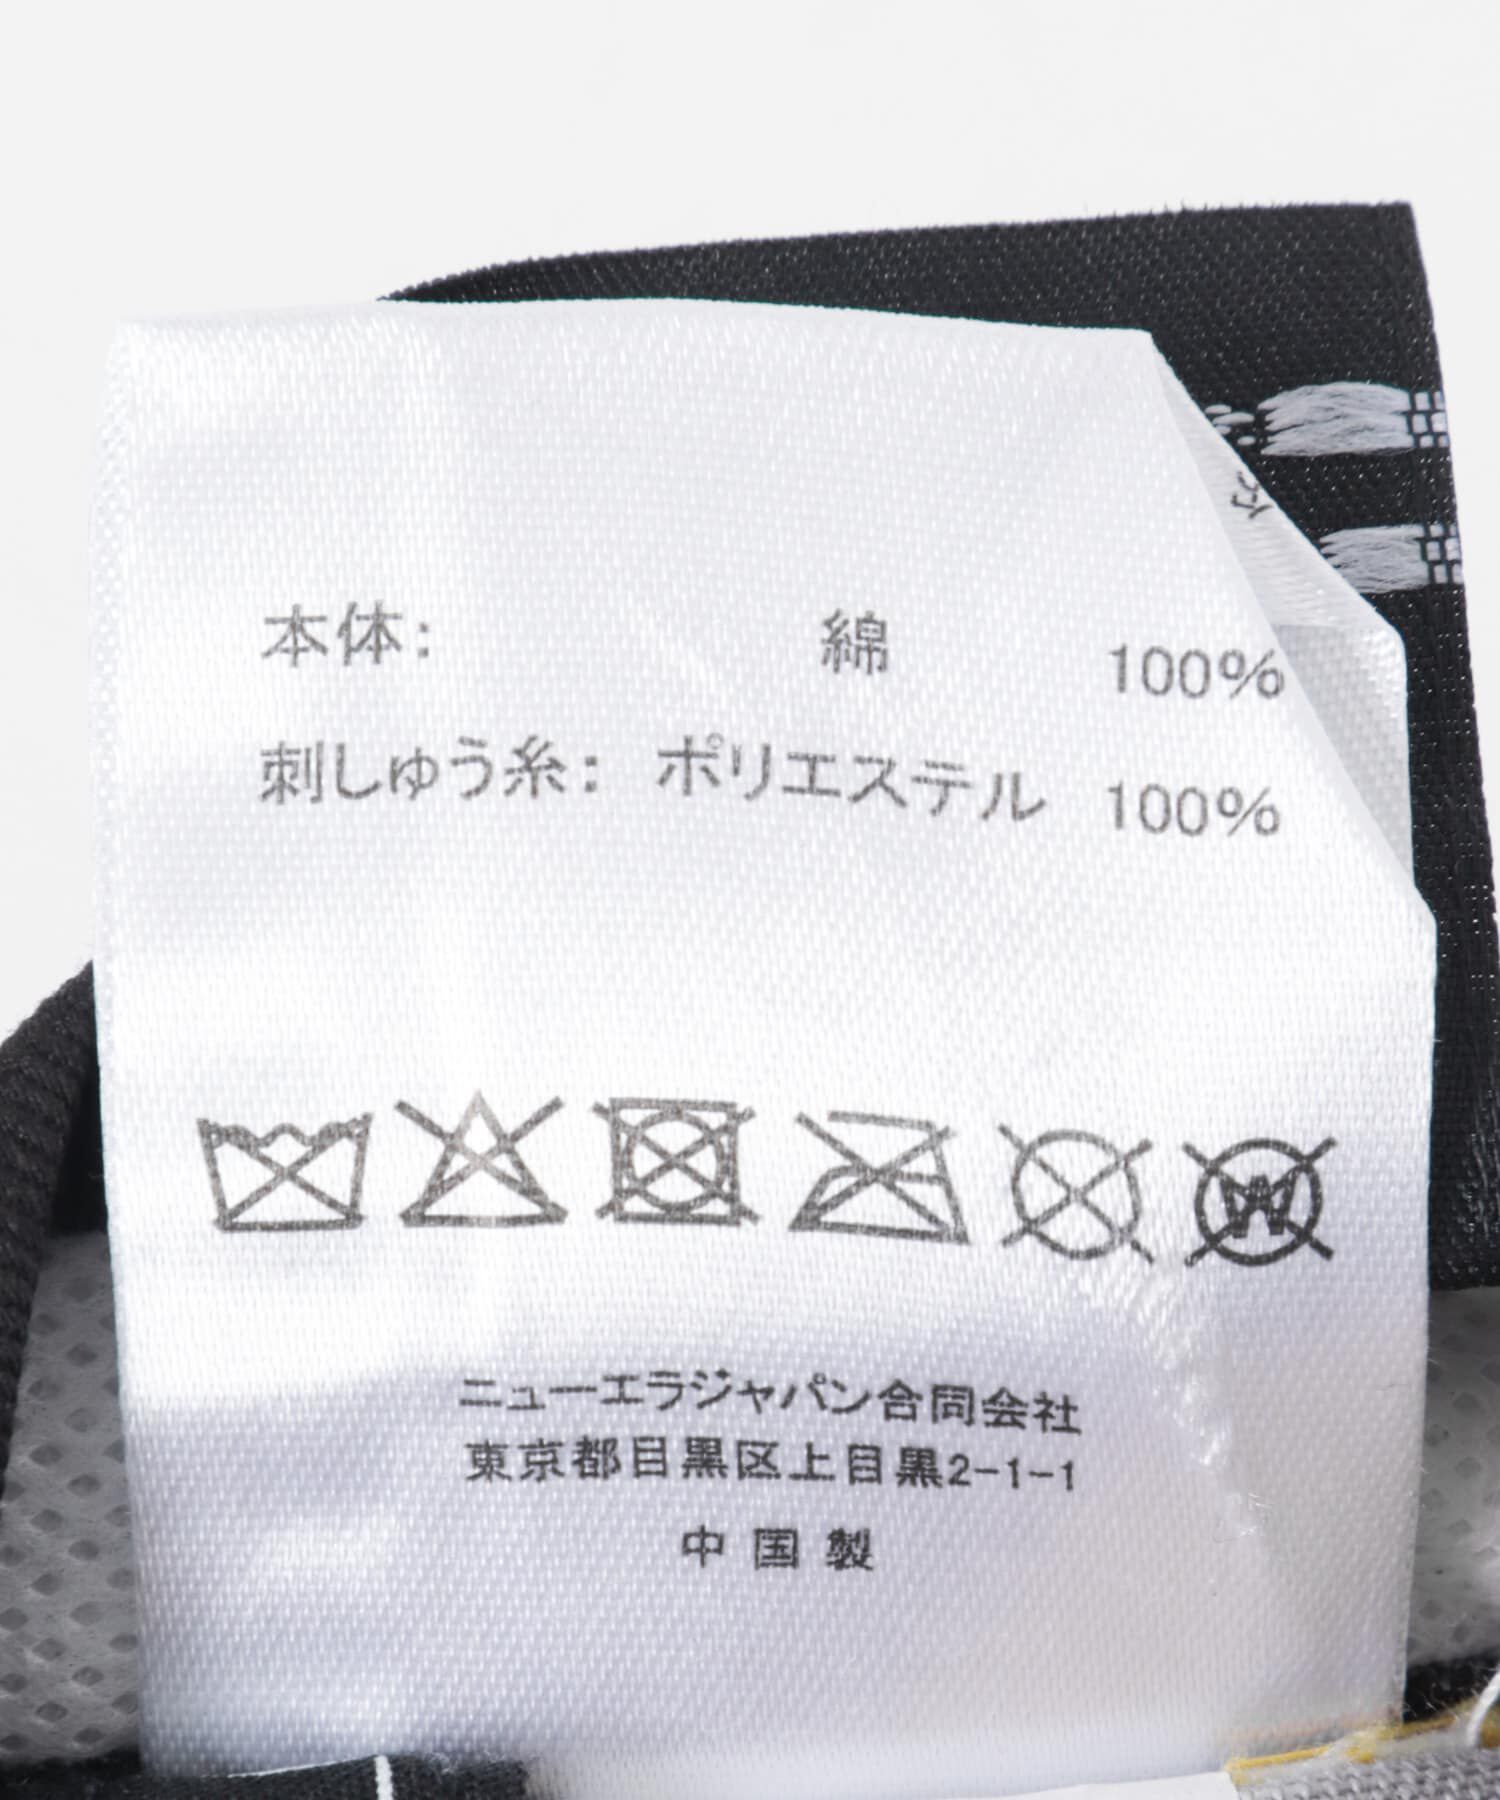 本体: 綿 100%
刺しゅう糸: ポリエステル 100%
W
ニューエラジャパン合同会社
東京都目黒区上目黒2-1-1
中国製